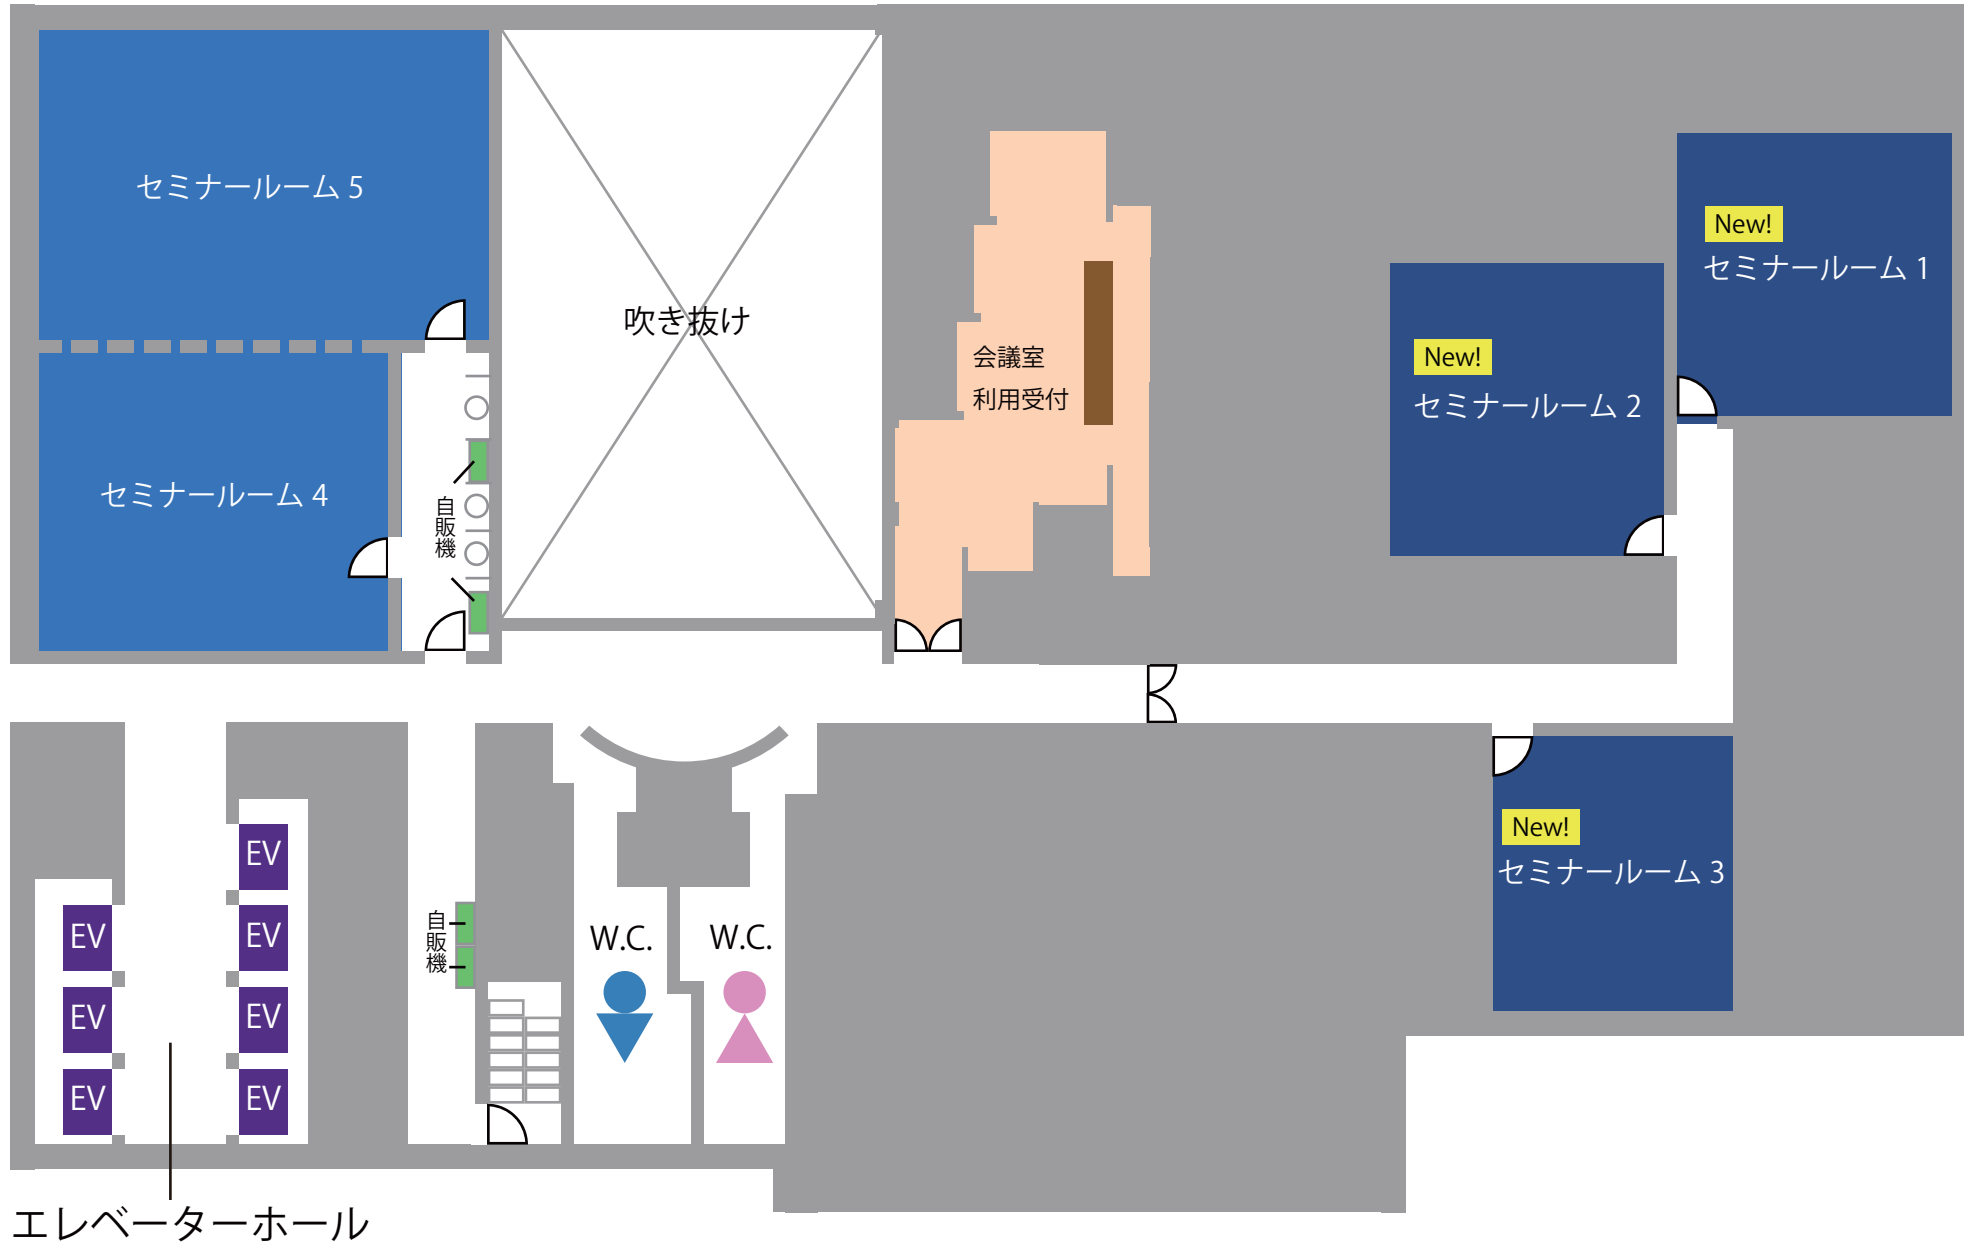 セミナールーム 5
New!
セミナールーム 1
吹き抜け
会議室
利用受付
New!
セミナールーム 2
セミナールーム 4
自販機
New!
セミナールーム 3
EV
EV
EV
EV
EV
EV
EV
自販機
W.C.
W.C.
エレベーターホール